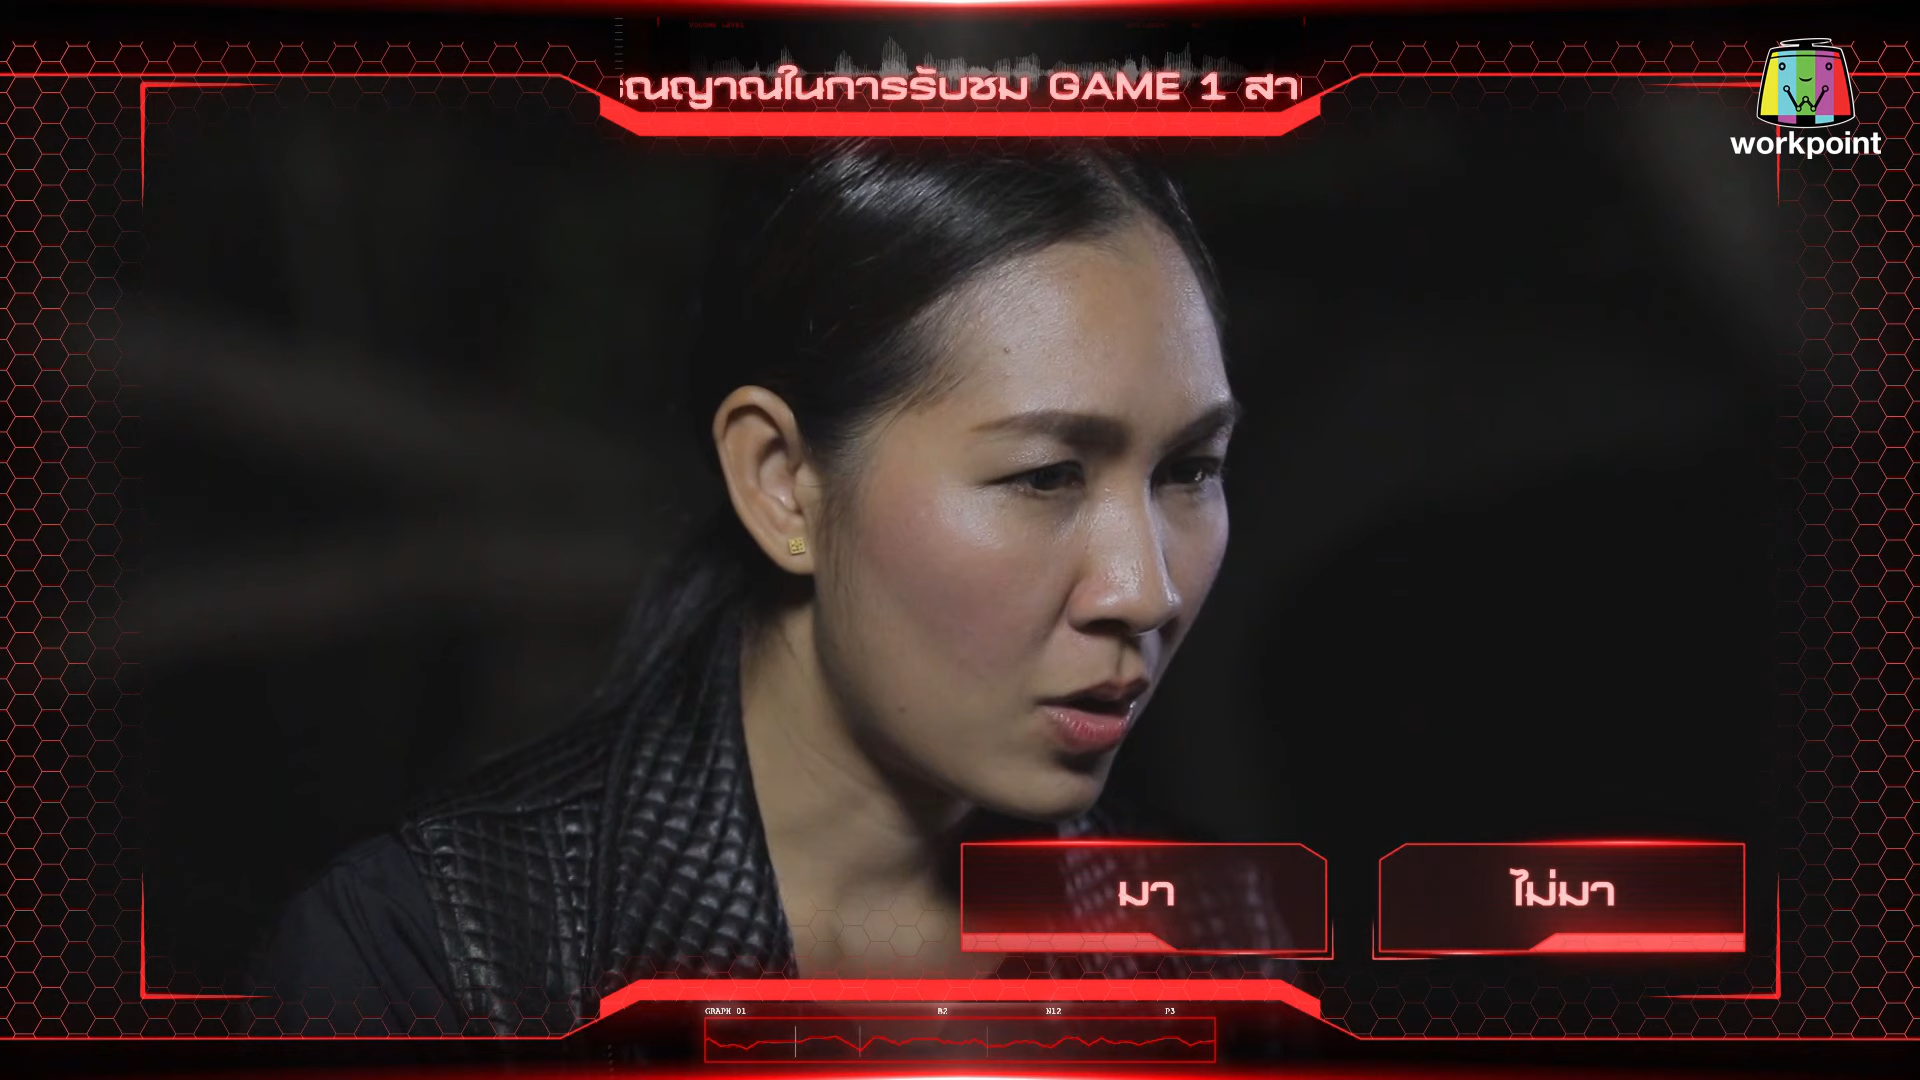 ณญาณในการรับชม GAME 1 สา
workpoint
มา
ไม่มา
GRAPH 01
B2
N12
P3